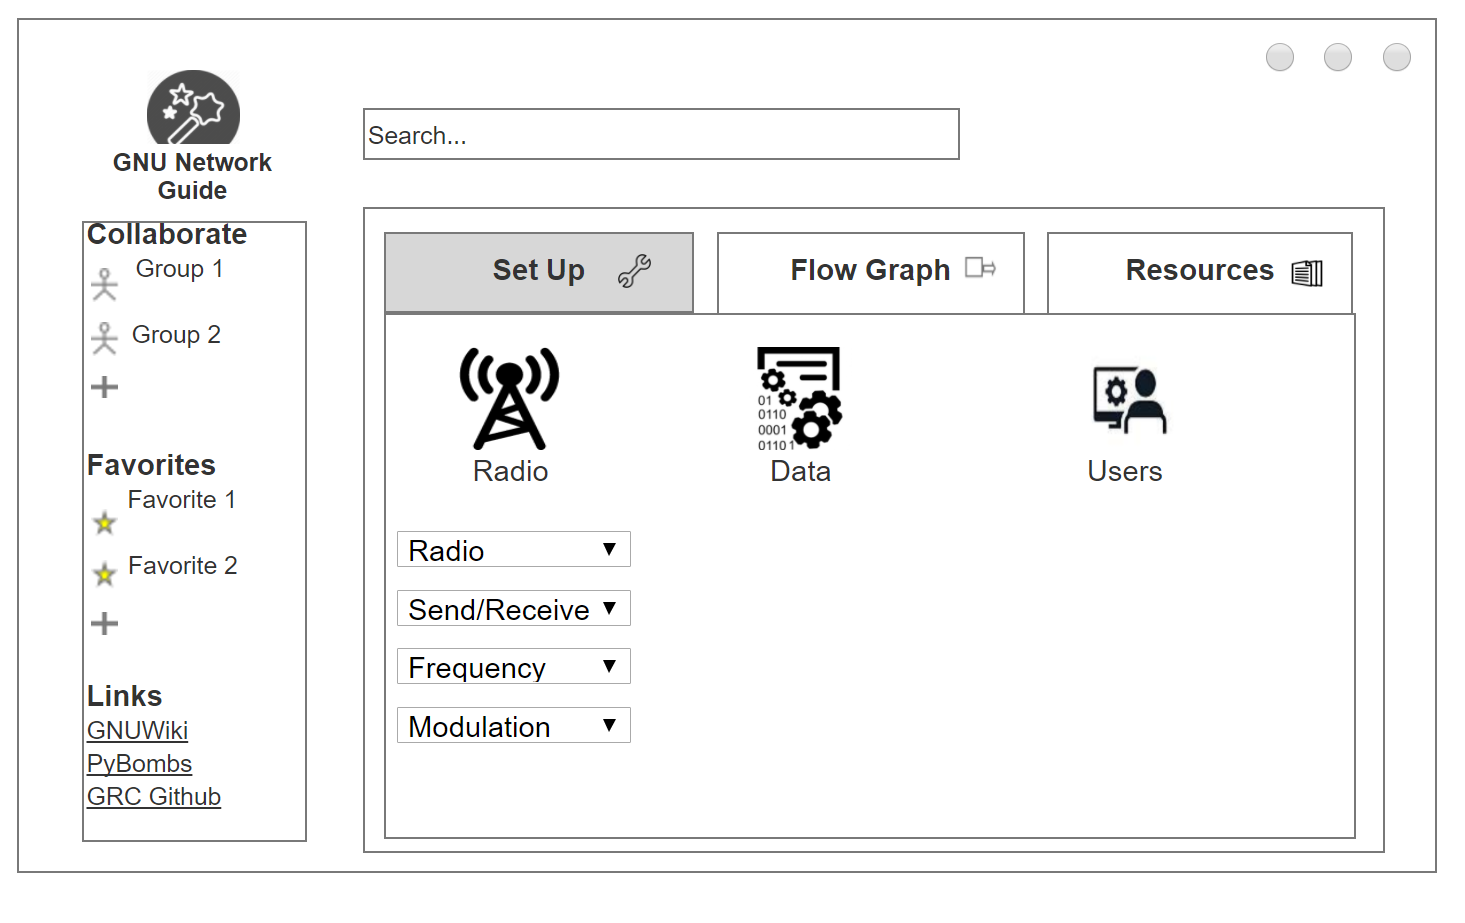 GNU Network
Guide
Search...
Collaborate
Group 1
Group 2
Favorites
Favorite 1
Favorite 2
Links
GNUWiki
PyBombs
GRC Github
Set Up
Flow Graph
Resources
01
0110
0001
01101
Radio
Data
Users
Radio
Send/Receive
Frequency
Modulation